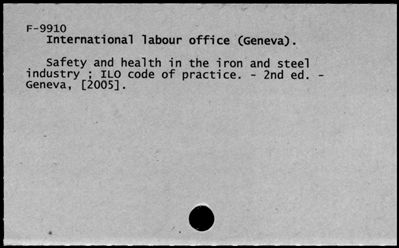 F-9910
International labour office (Geneva).
Safety and health in the iron and steel
industry ; ILO code of practice. - 2nd ed. -
Geneva, [2005].